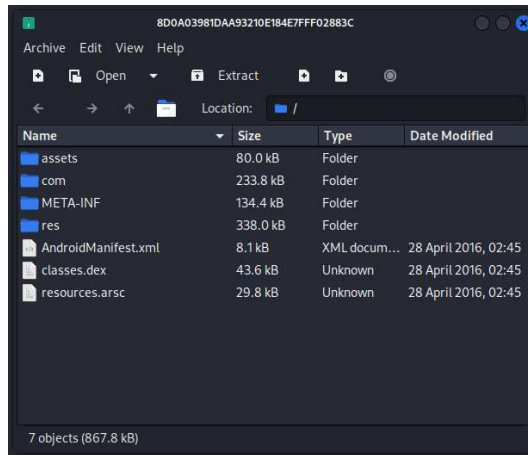 8D0A03981DAA93210E184E7FFF02883C
Archive Edit View Help
Open Extract
Location: /
Name Size Type Date Modified
assets 80.0 kB Folder
com 233.8 kB Folder
META-INF 134.4 kB Folder
res 338.0 kB Folder
AndroidManifest.xml 8.1 kB XML docum... 28 April 2016, 02:45
classes.dex 43.6 kB Unknown 28 April 2016, 02:45
resources.arsc 29.8 kB Unknown 28 April 2016, 02:45
7 objects (867.8 kB)